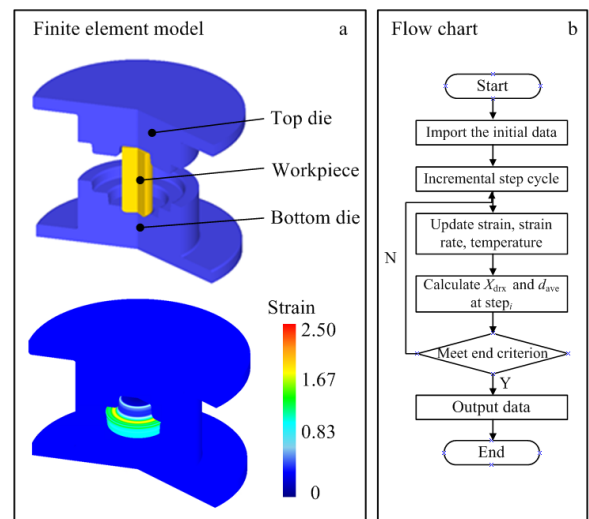 Finite element model
a
Top die
Workpiece
Bottom die
Strain
2.50
1.67
0.83
0
Flow chart
b
Start
Import the initial data
Incremental step cycle
Update strain, strain
rate, temperature
N
Calculate Xdrx and dave
at stepi
Meet end criterion
Y
Output data
End